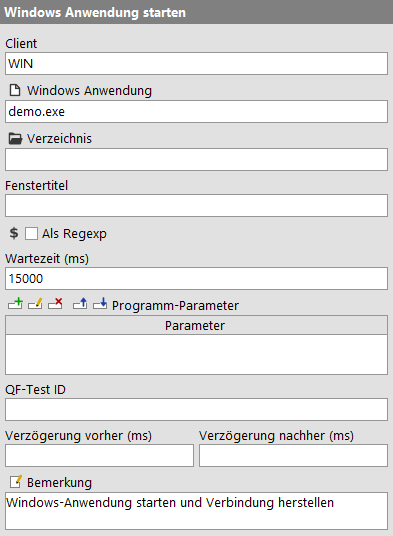 Windows Anwendung starten
Client
WIN
Windows Anwendung
demo.exe
Verzeichnis
Fenstertitel
$ Als Regexp
Wartezeit (ms)
15000
Programm-Parameter
Parameter
QF-Test ID
Verzögerung vorher (ms) Verzögerung nachher (ms)
Bemerkung
Windows-Anwendung starten und Verbindung herstellen